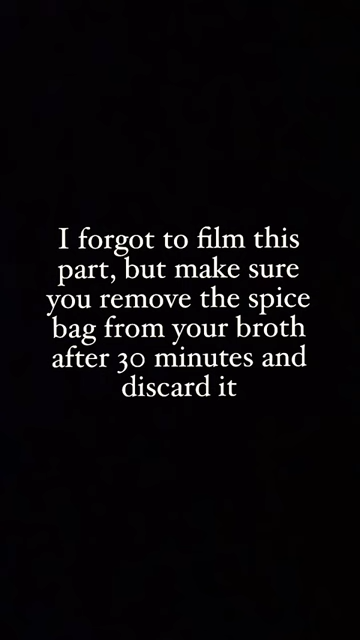 I forgot to film this
part, but make sure
you remove the spice
bag from your broth
after 30 minutes and
discard it